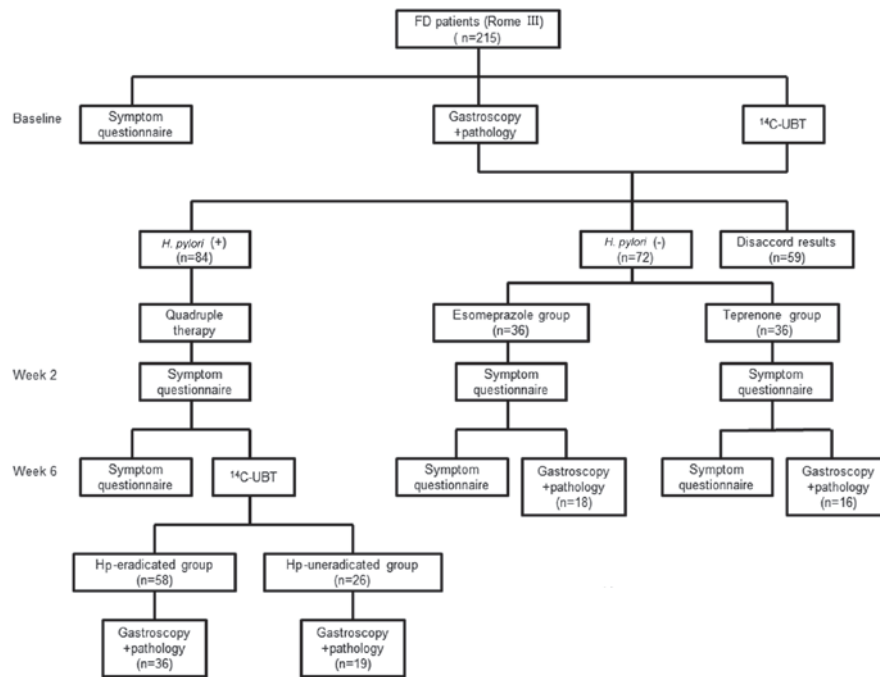 FD patients (Rome III)
( n=215)
Baseline
Symptom
questionnaire
Gastroscopy
+pathology
14C-UBT
H. pylori (+)
(n=84)
H. pylori (-)
(n=72)
Disaccord results
(n=59)
Quadruple
therapy
Esomeprazole group
(n=36)
Teprenone group
(n=36)
Week 2
Symptom
questionnaire
Symptom
questionnaire
Symptom
questionnaire
Week 6
Symptom
questionnaire
14C-UBT
Symptom
questionnaire
Gastroscopy
+pathology
(n=18)
Symptom
questionnaire
Gastroscopy
+pathology
(n=16)
Hp-eradicated group
(n=58)
Hp-uneradicated group
(n=26)
Gastroscopy
+pathology
(n=36)
Gastroscopy
+pathology
(n=19)